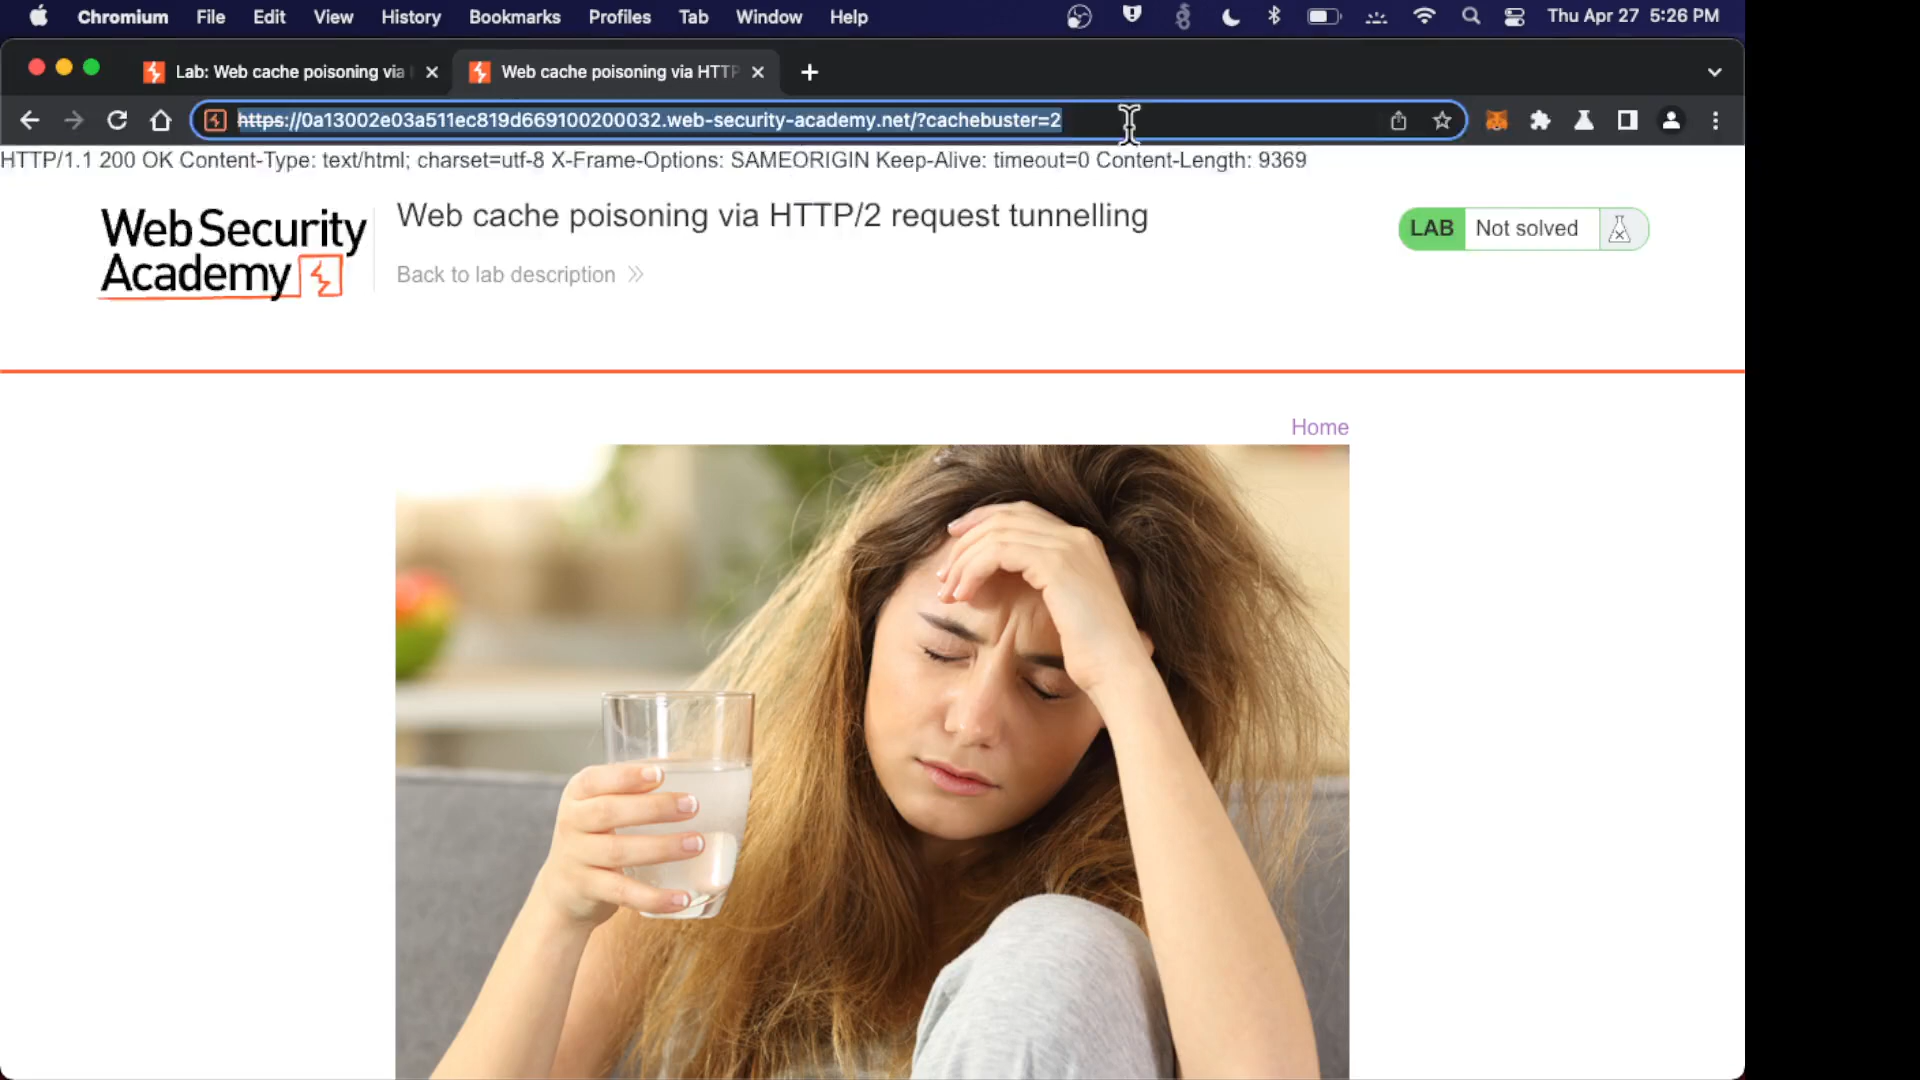 Chromium File Edit View History Bookmarks Profiles Tab Window Help Thu Apr 27 5:26 PM
Lab: Web cache poisoning via Web cache poisoning via HTTP
https://0a13002e03a511ec819d669100200032.web-security-academy.net/?cachebuster=2
HTTP/1.1 200 OK Content-Type: text/html; charset=utf-8 X-Frame-Options: SAMEORIGIN Keep-Alive: timeout=0 Content-Length: 9369
Web Security
Academy
Web cache poisoning via HTTP/2 request tunnelling
Back to lab description
LAB Not solved
Home